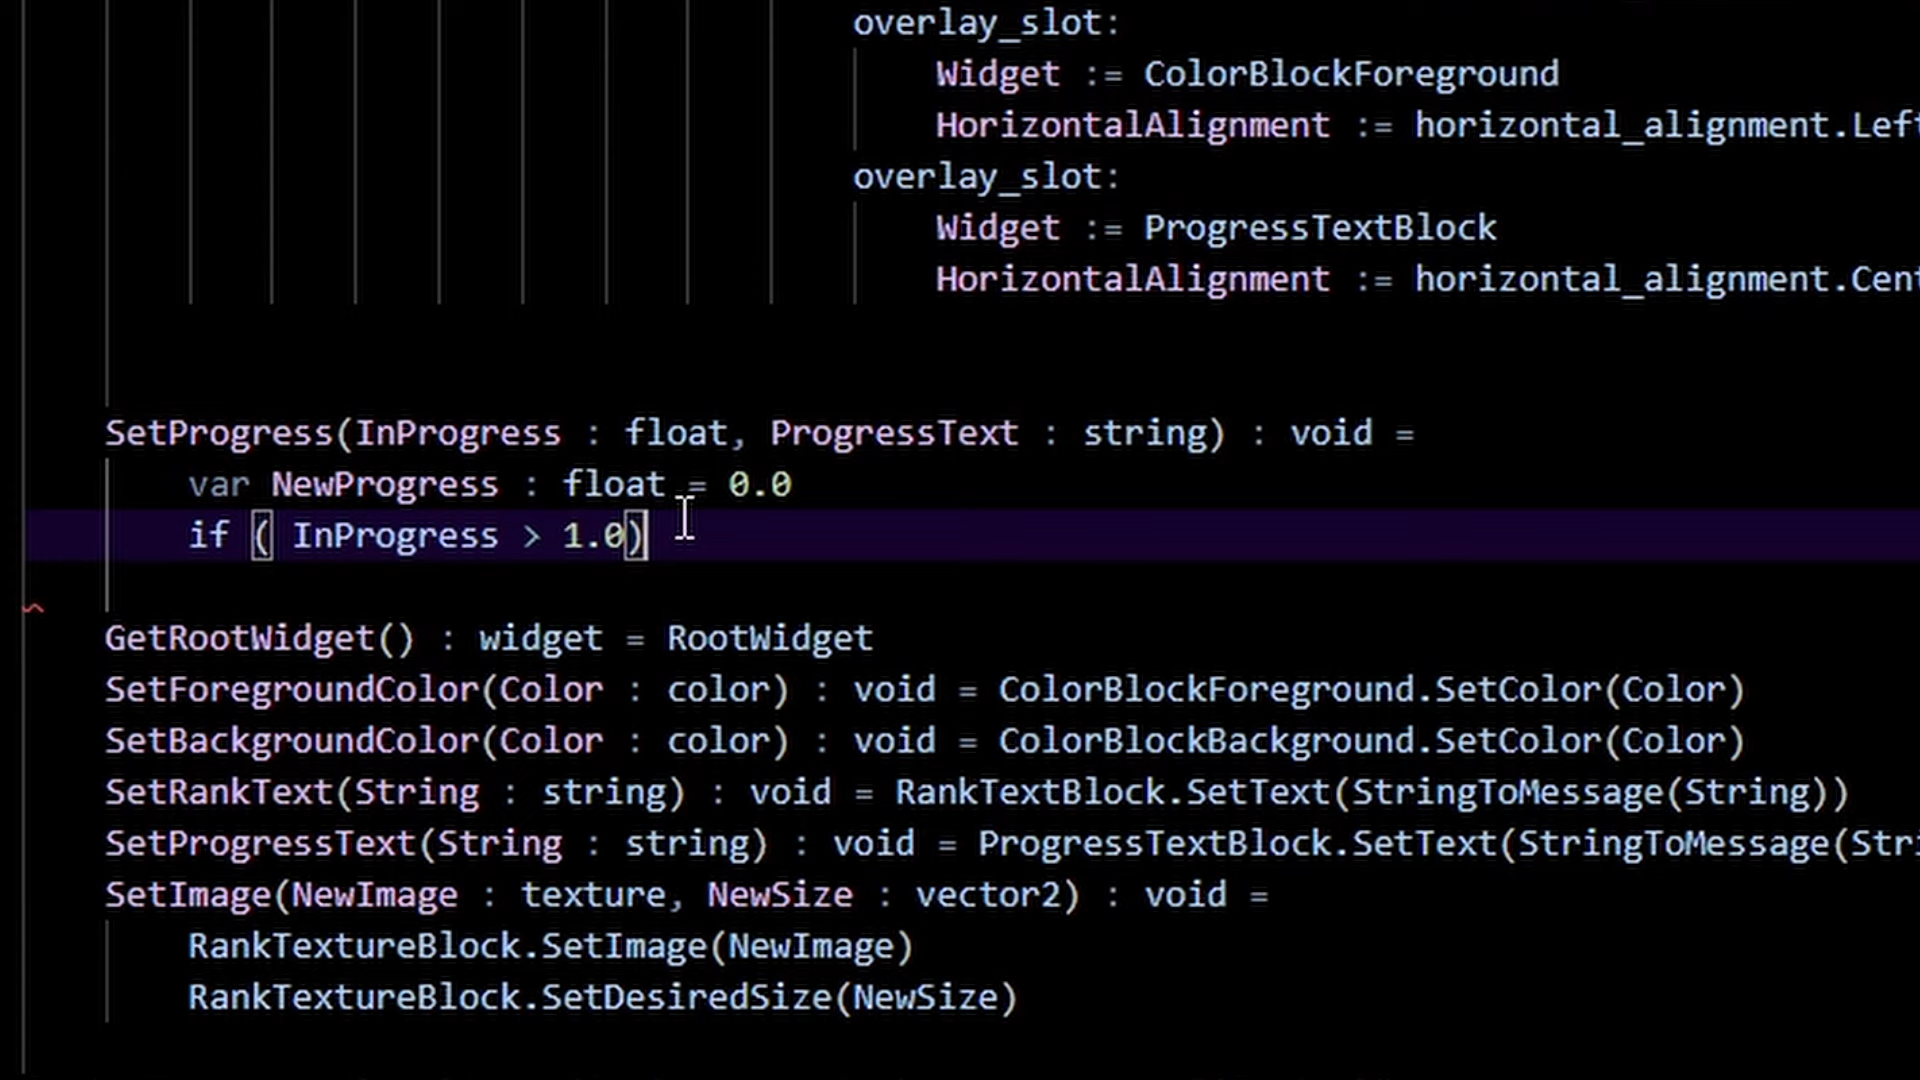 overlay_slot:
Widget := ColorBlockForeground
HorizontalAlignment := horizontal_alignment.Left
overlay_slot:
Widget := ProgressTextBlock
HorizontalAlignment := horizontal_alignment.Cent
SetProgress(InProgress : float, ProgressText : string) : void =
var NewProgress : float = 0.0
if ( InProgress > 1.0)
GetRootWidget() : widget = RootWidget
SetForegroundColor(Color : color) : void = ColorBlockForeground.SetColor(Color)
SetBackgroundColor(Color : color) : void = ColorBlockBackground.SetColor(Color)
SetRankText(String : string) : void = RankTextBlock.SetText(StringToMessage(String))
SetProgressText(String : string) : void = ProgressTextBlock.SetText(StringToMessage(Stri
SetImage(NewImage : texture, NewSize : vector2) : void =
RankTextureBlock.SetImage(NewImage)
RankTextureBlock.SetDesiredSize(NewSize)